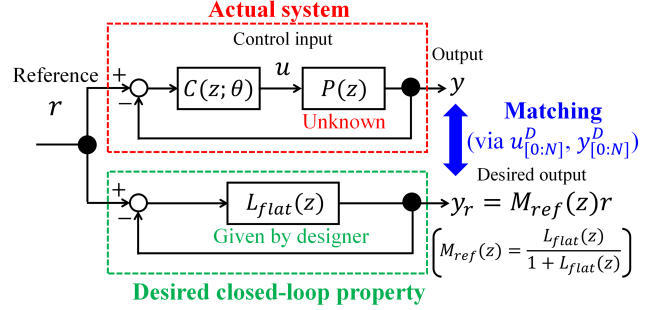 Actual system
Control input
Output
Reference
r
+
−
C(z; θ)
u
P(z)
y
Unknown
Matching
(via u^D_[0:N], y^D_[0:N])
Desired output
+
−
L_flat(z)
y_r = M_ref(z)r
Given by designer
(M_ref(z) = L_flat(z) / 1 + L_flat(z))
Desired closed-loop property